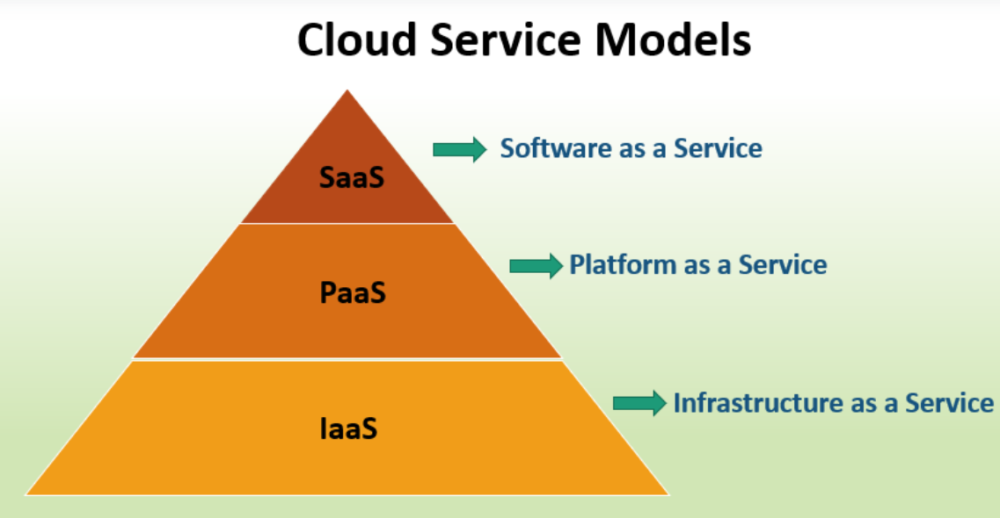 Cloud Service Models
SaaS
Software as a Service
PaaS
Platform as a Service
IaaS
Infrastructure as a Service